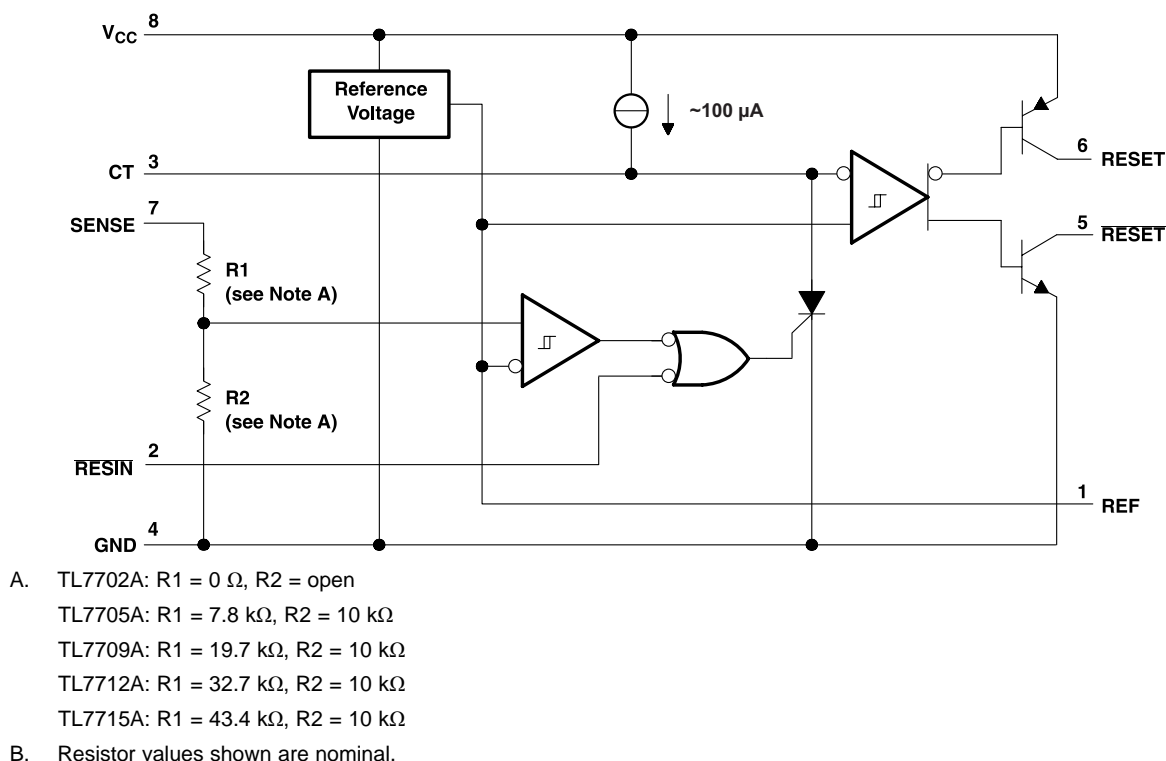 VCC 8
Reference
Voltage
~100 µA
CT 3
6 RESET
SENSE 7
5 R̅E̅S̅E̅T̅
R1
(see Note A)
R2
(see Note A)
R̅E̅S̅I̅N̅ 2
1 REF
GND 4
A. TL7702A: R1 = 0 Ω, R2 = open
TL7705A: R1 = 7.8 kΩ, R2 = 10 kΩ
TL7709A: R1 = 19.7 kΩ, R2 = 10 kΩ
TL7712A: R1 = 32.7 kΩ, R2 = 10 kΩ
TL7715A: R1 = 43.4 kΩ, R2 = 10 kΩ
B. Resistor values shown are nominal.